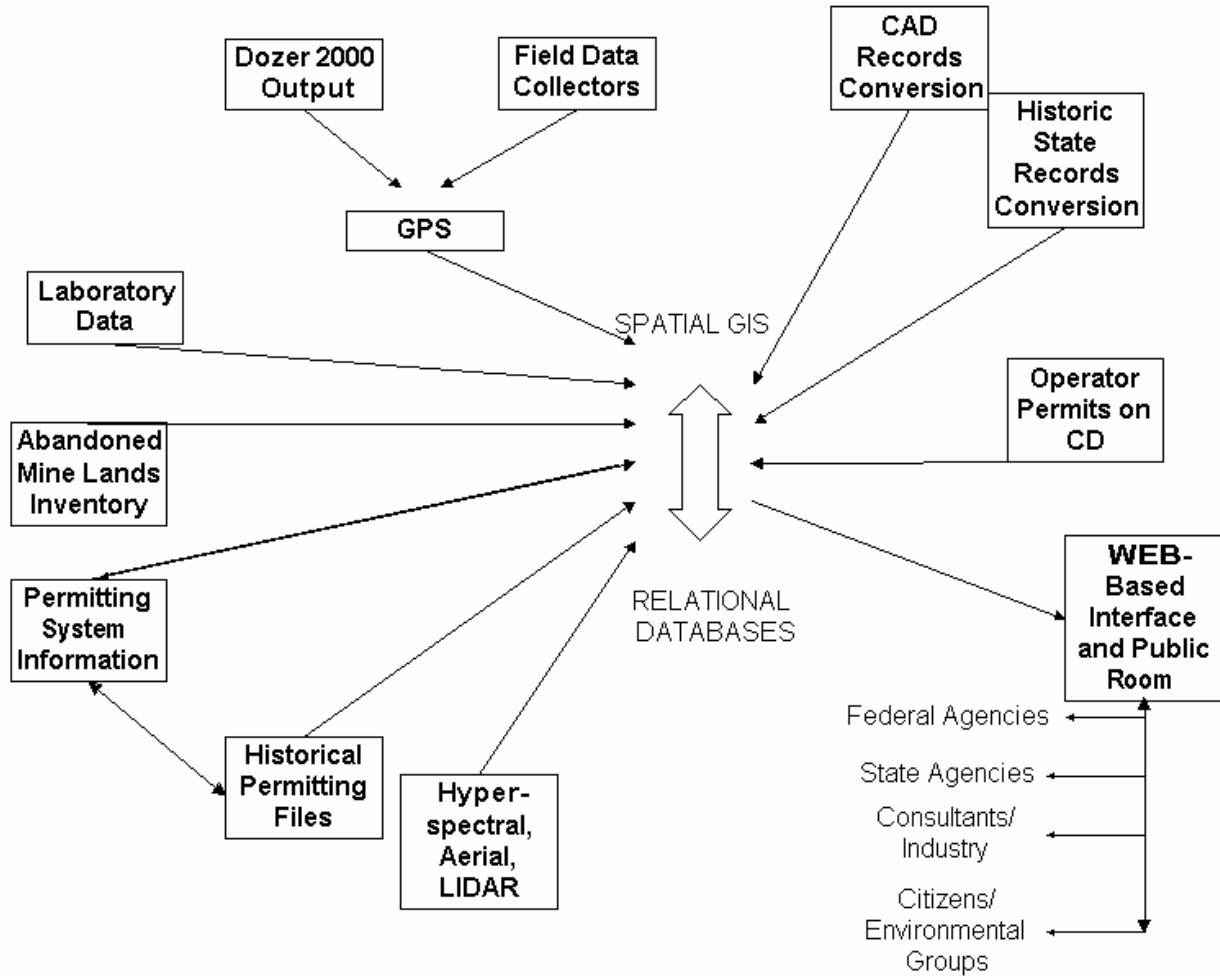 Dozer 2000
Output
Field Data
Collectors
CAD
Records
Conversion
Historic
State
Records
Conversion
GPS
Laboratory
Data
SPATIAL GIS
Operator
Permits on
CD
Abandoned
Mine Lands
Inventory
WEB-
Based
Interface
and Public
Room
Permitting
System
Information
RELATIONAL
DATABASES
Historical
Permitting
Files
Hyper-
spectral,
Aerial,
LIDAR
Federal Agencies
State Agencies
Consultants/
Industry
Citizens/
Environmental
Groups